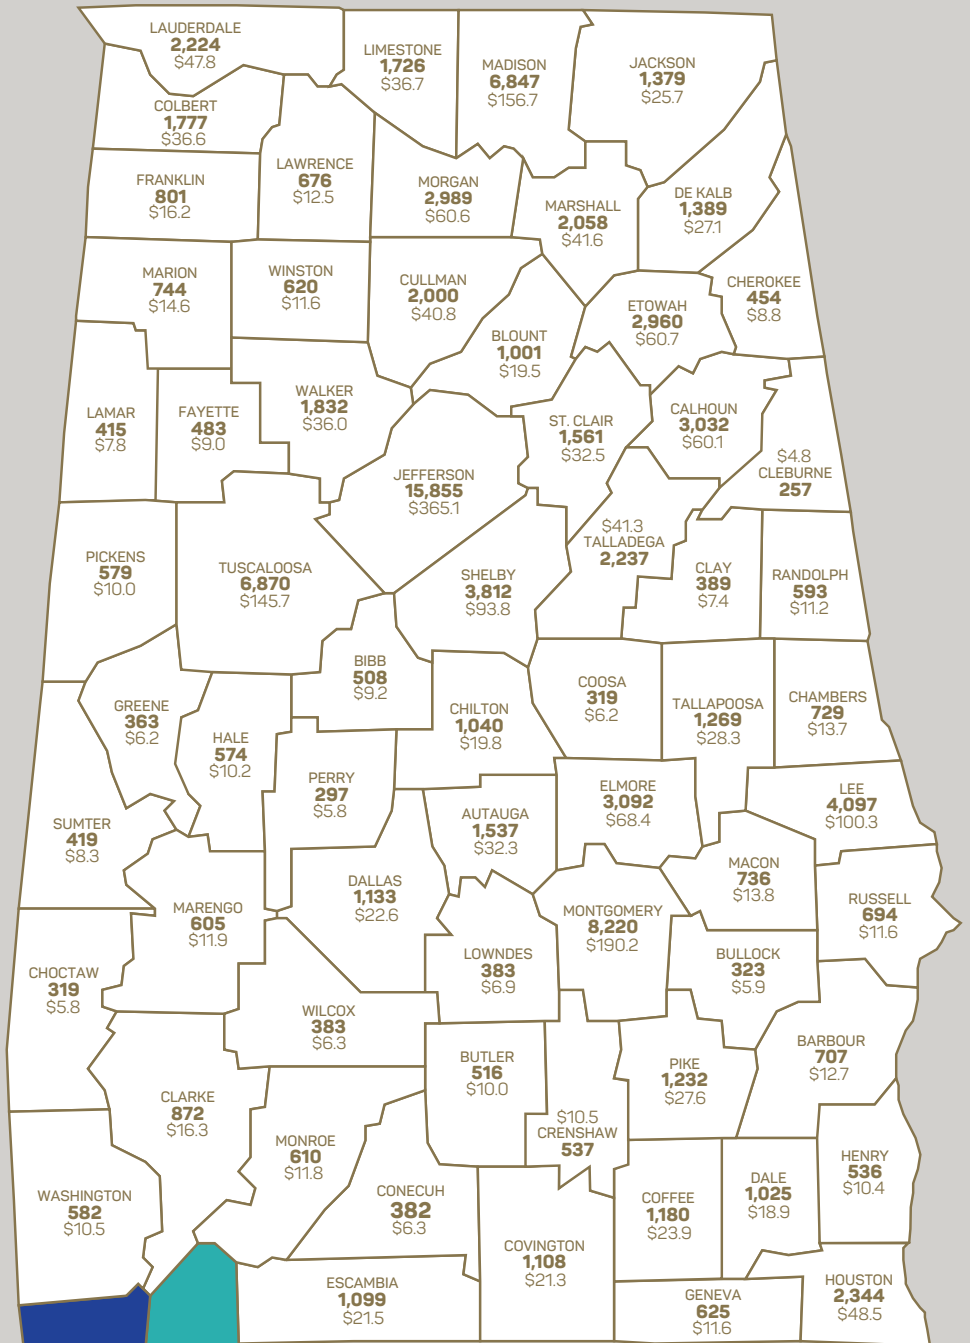 LAUDERDALE
2,224
$47.8
LIMESTONE
1,726
$36.7
MADISON
6,847
$156.7
JACKSON
1,379
$25.7
COLBERT
1,777
$36.6
LAWRENCE
676
$12.5
FRANKLIN
801
$16.2
MORGAN
2,989
$60.6
MARSHALL
2,058
$41.6
DE KALB
1,389
$27.1
MARION
744
$14.6
WINSTON
620
$11.6
CULLMAN
2,000
$40.8
CHEROKEE
454
$8.8
ETOWAH
2,960
$60.7
BLOUNT
1,001
$19.5
WALKER
1,832
$36.0
LAMAR
415
$7.8
FAYETTE
483
$9.0
ST. CLAIR
1,561
$32.5
CALHOUN
3,032
$60.1
$4.8
CLEBURNE
257
JEFFERSON
15,855
$365.1
$41.3
TALLADEGA
2,237
PICKENS
579
$10.0
TUSCALOOSA
6,870
$145.7
SHELBY
3,812
$93.8
CLAY
389
$7.4
RANDOLPH
593
$11.2
BIBB
508
$9.2
COOSA
319
$6.2
TALLAPOOSA
1,269
$28.3
CHAMBERS
729
$13.7
GREENE
363
$6.2
HALE
574
$10.2
CHILTON
1,040
$19.8
PERRY
297
$5.8
ELMORE
3,092
$68.4
LEE
4,097
$100.3
SUMTER
419
$8.3
AUTAUGA
1,537
$32.3
MACON
736
$13.8
DALLAS
1,133
$22.6
RUSSELL
694
$11.6
MARENGO
605
$11.9
MONTGOMERY
8,220
$190.2
LOWNDES
383
$6.9
BULLOCK
323
$5.9
CHOCTAW
319
$5.8
WILCOX
383
$6.3
BARBOUR
707
$12.7
BUTLER
516
$10.0
PIKE
1,232
$27.6
CLARKE
872
$16.3
$10.5
CRENSHAW
537
MONROE
610
$11.8
HENRY
536
$10.4
WASHINGTON
582
$10.5
CONECUH
382
$6.3
COFFEE
1,180
$23.9
DALE
1,025
$18.9
COVINGTON
1,108
$21.3
ESCAMBIA
1,099
$21.5
GENEVA
625
$11.6
HOUSTON
2,344
$48.5